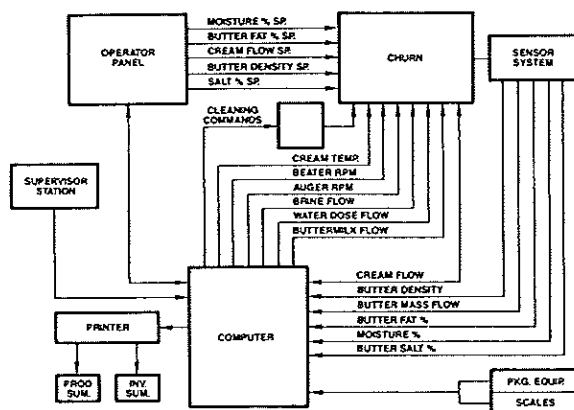 MOISTURE % SP.
BUTTER FAT % SP.
CREAM FLOW SP.
BUTTER DENSITY SP.
SALT % SP.
OPERATOR
PANEL
CHURN
SENSOR
SYSTEM
CLEANING
COMMANDS
CREAM TEMP.
BEATER RPM
AUGER RPM
BRINE FLOW
WATER DOSE FLOW
BUTTERMILK FLOW
SUPERVISOR
STATION
CREAM FLOW
BUTTER DENSITY
BUTTER MASS FLOW
BUTTER FAT %
MOISTURE %
BUTTER SALT %
COMPUTER
PRINTER
PROD
SUM.
INV.
SUM.
PKG. EQUIP.
SCALES